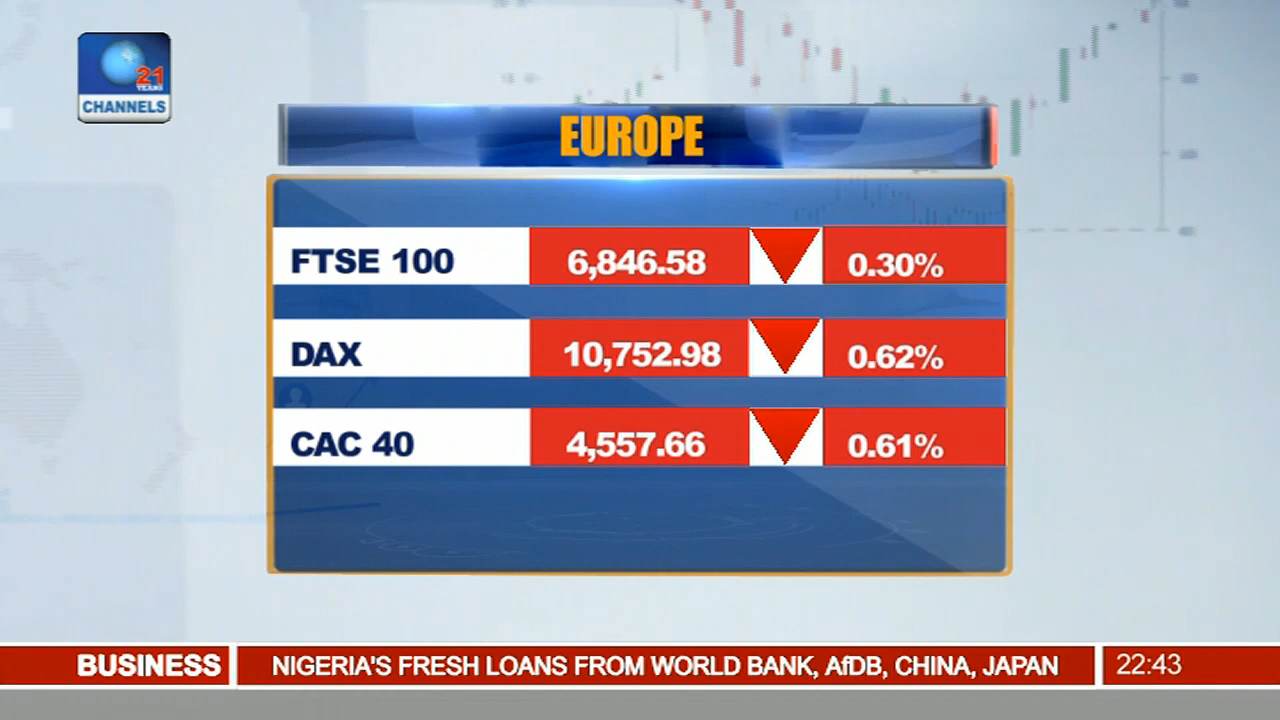 21
YEARS
CHANNELS
EUROPE
FTSE 100 6,846.58 0.30%
DAX 10,752.98 0.62%
CAC 40 4,557.66 0.61%
BUSINESS NIGERIA'S FRESH LOANS FROM WORLD BANK, AfDB, CHINA, JAPAN 22:43